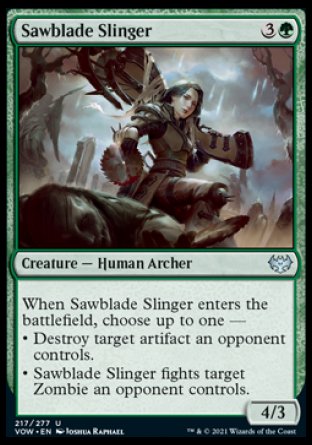 Sawblade Slinger 3
Creature — Human Archer
When Sawblade Slinger enters the
battlefield, choose up to one —
• Destroy target artifact an opponent
controls.
• Sawblade Slinger fights target
Zombie an opponent controls.
4/3
217/277 U
VOW • EN Joshua Raphael
™ & © 2021 Wizards of the Coast